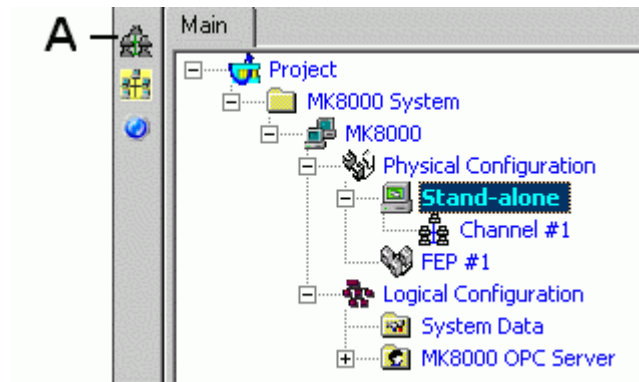 A
Main
Project
MK8000 System
MK8000
Physical Configuration
Stand-alone
Channel #1
FEP #1
Logical Configuration
System Data
MK8000 OPC Server